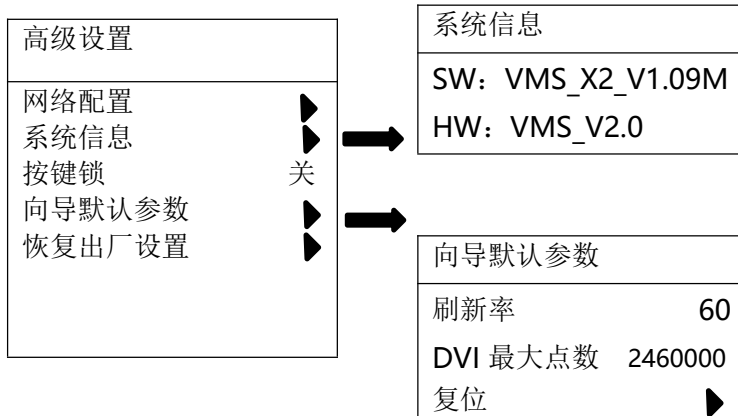 高级设置
网络配置
系统信息
按键锁 关
向导默认参数
恢复出厂设置
系统信息
SW：VMS_X2_V1.09M
HW：VMS_V2.0
向导默认参数
刷新率 60
DVI 最大点数 2460000
复位